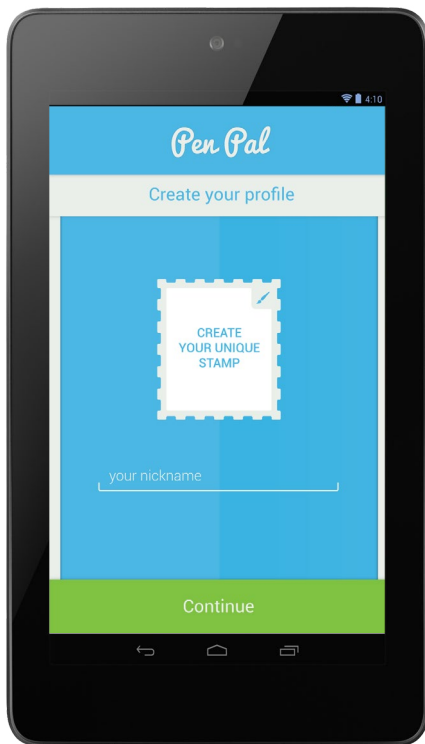 4:10
Pen Pal
Create your profile
CREATE
YOUR UNIQUE
STAMP
your nickname
Continue